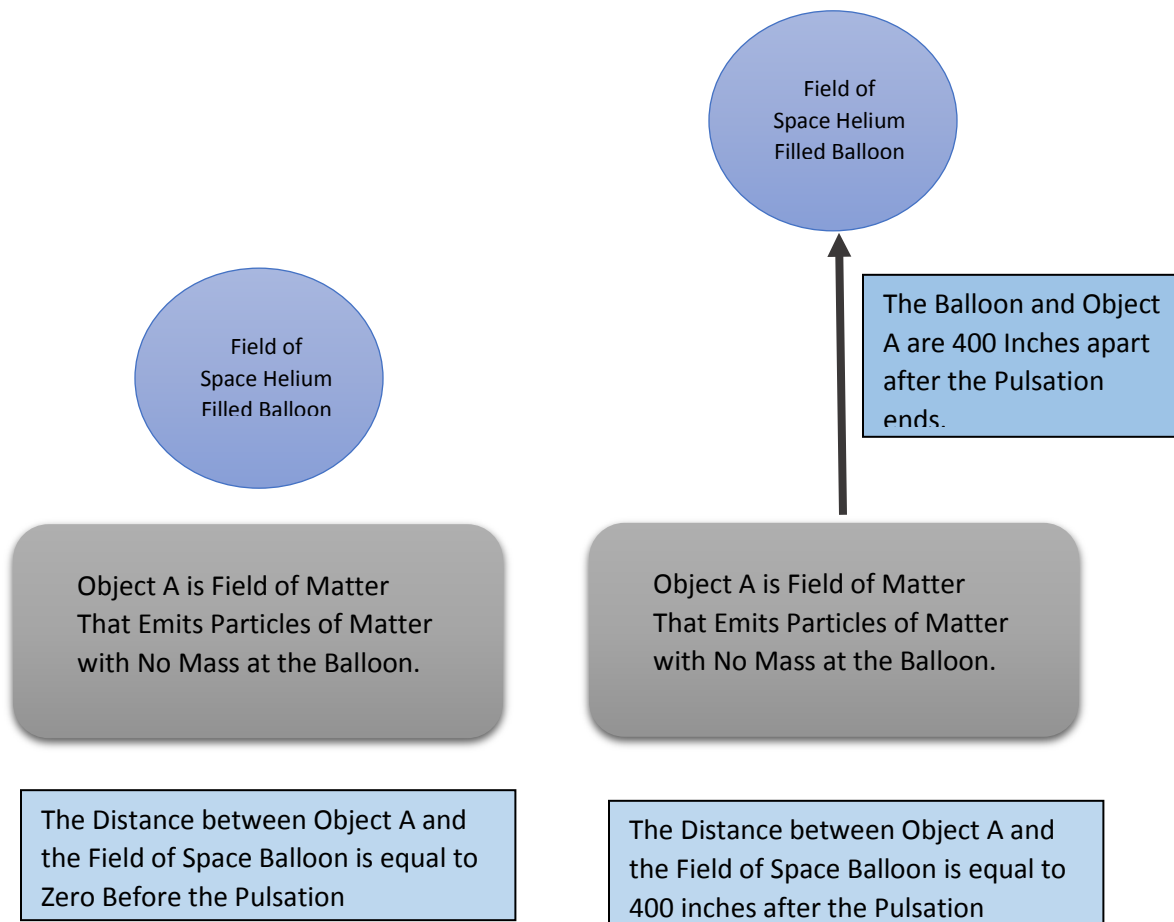 Field of
Space Helium
Filled Balloon
Object A is Field of Matter
That Emits Particles of Matter
with No Mass at the Balloon.
The Distance between Object A and
the Field of Space Balloon is equal to
Zero Before the Pulsation
Field of
Space Helium
Filled Balloon
The Balloon and Object
A are 400 Inches apart
after the Pulsation
ends.
Object A is Field of Matter
That Emits Particles of Matter
with No Mass at the Balloon.
The Distance between Object A and
the Field of Space Balloon is equal to
400 inches after the Pulsation